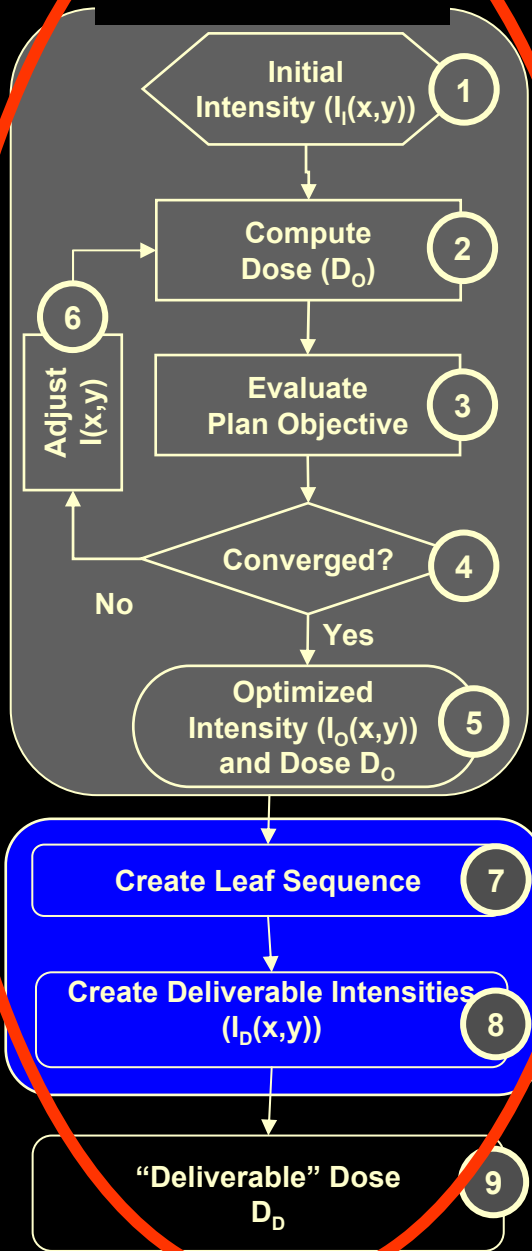 Initial
Intensity (I_I(x,y))
1
Compute
Dose (D_O)
2
6
Adjust
I(x,y)
Evaluate
Plan Objective
3
Converged?
4
No
Yes
Optimized
Intensity (I_O(x,y))
and Dose D_O
5
Create Leaf Sequence
7
Create Deliverable Intensities
(I_D(x,y))
8
“Deliverable” Dose
D_D
9